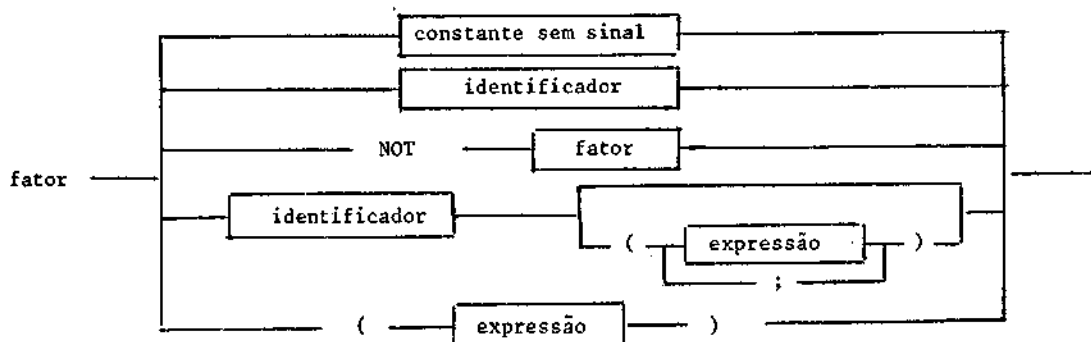 constante sem sinal
identificador
NOT fator
fator
identificador
( expressão )
;
( expressão )